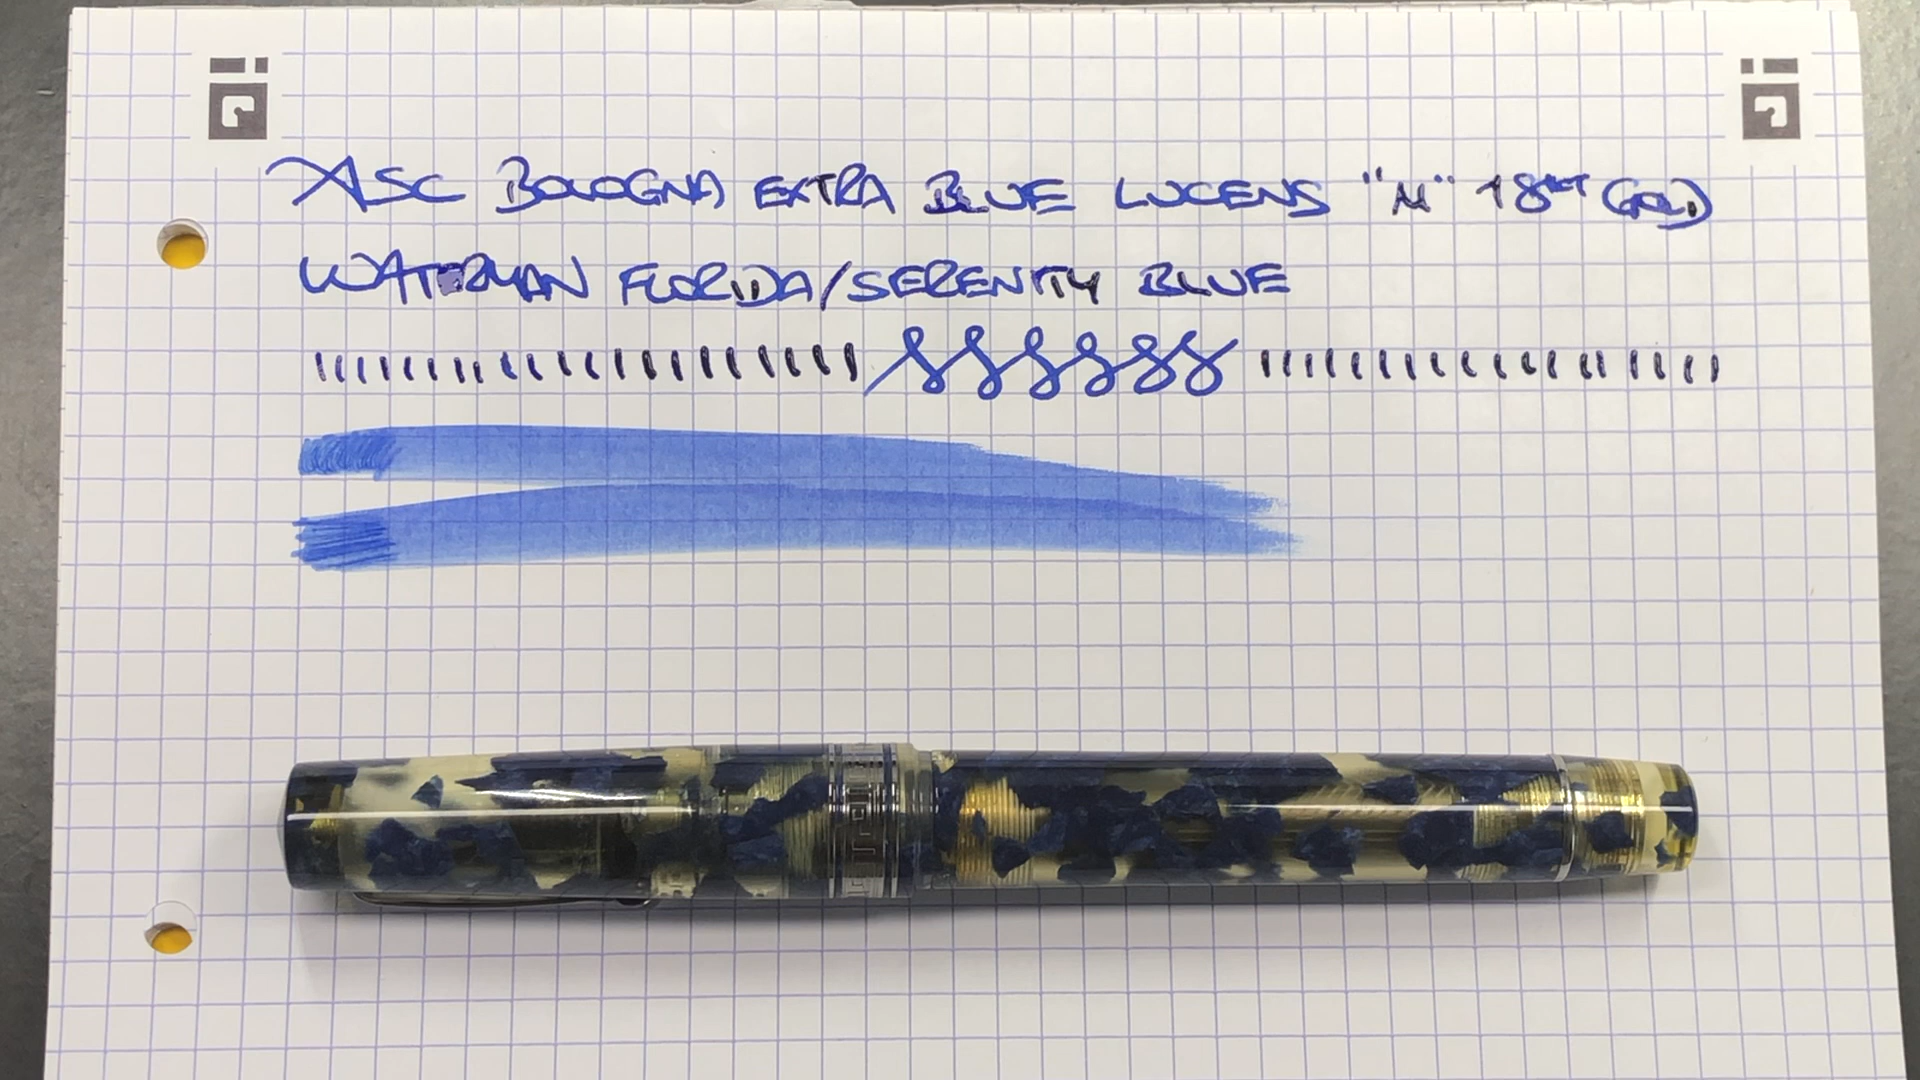 ASC BOLOGNA EXTRA BLUE LUCENS "M" 18KT GOLD
WATERMAN FLORIDA/SERENITY BLUE